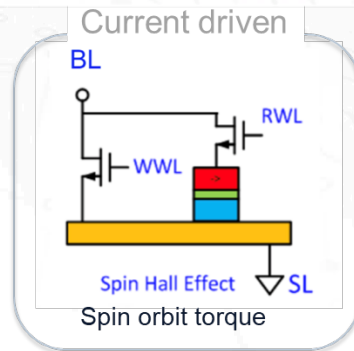 Current driven
BL
RWL
WWL
->
Spin Hall Effect
SL
Spin orbit torque